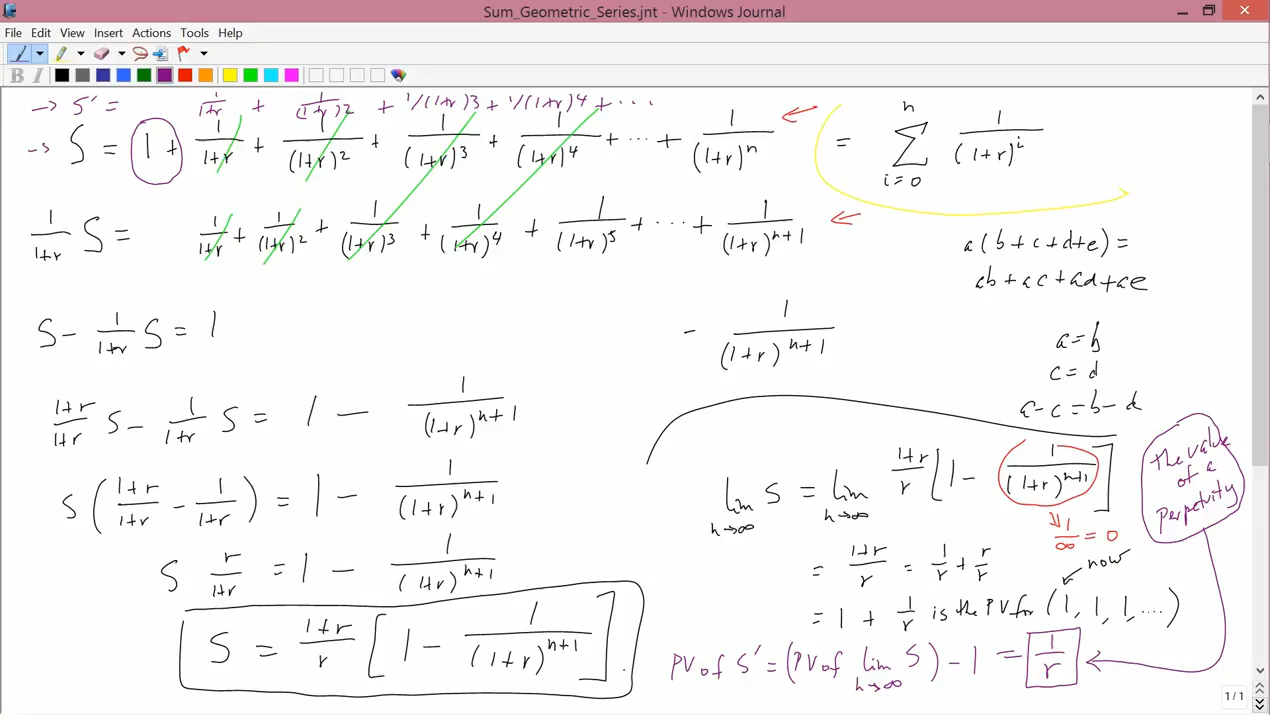 Sum_Geometric_Series.jnt - Windows Journal
File Edit View Insert Actions Tools Help
B I
→ S' = 1/(1+r) + 1/(1+r)^2 + 1/(1+r)3 + 1/(1+r)4 + ...
→ S = 1 + 1/(1+r) + 1/(1+r)^2 + 1/(1+r)^3 + 1/(1+r)^4 + ... + 1/(1+r)^n ← = Σ_{i=0}^{n} 1/(1+r)^i
1/(1+r) S = 1/(1+r) + 1/(1+r)^2 + 1/(1+r)^3 + 1/(1+r)^4 + 1/(1+r)^5 + ... + 1/(1+r)^{n+1} ←
a(b+c+d+e) =
ab+ac+ad+ae
S - 1/(1+r) S = 1 - 1/(1+r)^{n+1}
a = b
c = d
a-c = b-d
(1+r)/(1+r) S - 1/(1+r) S = 1 - 1/(1+r)^{n+1}
S ((1+r)/(1+r) - 1/(1+r)) = 1 - 1/(1+r)^{n+1}
S r/(1+r) = 1 - 1/(1+r)^{n+1}
S = (1+r)/r [1 - 1/(1+r)^{n+1}]
lim_{n→∞} S = lim_{n→∞} (1+r)/r [1 - 1/(1+r)^{n+1}]
↓ 1/∞ = 0
= (1+r)/r = 1/r + r/r
now
= 1 + 1/r is the PV for (1, 1, 1, ....)
PV of S' = (PV of lim_{n→∞} S) - 1 = 1/r
the value
of a
perpetuity
1/1